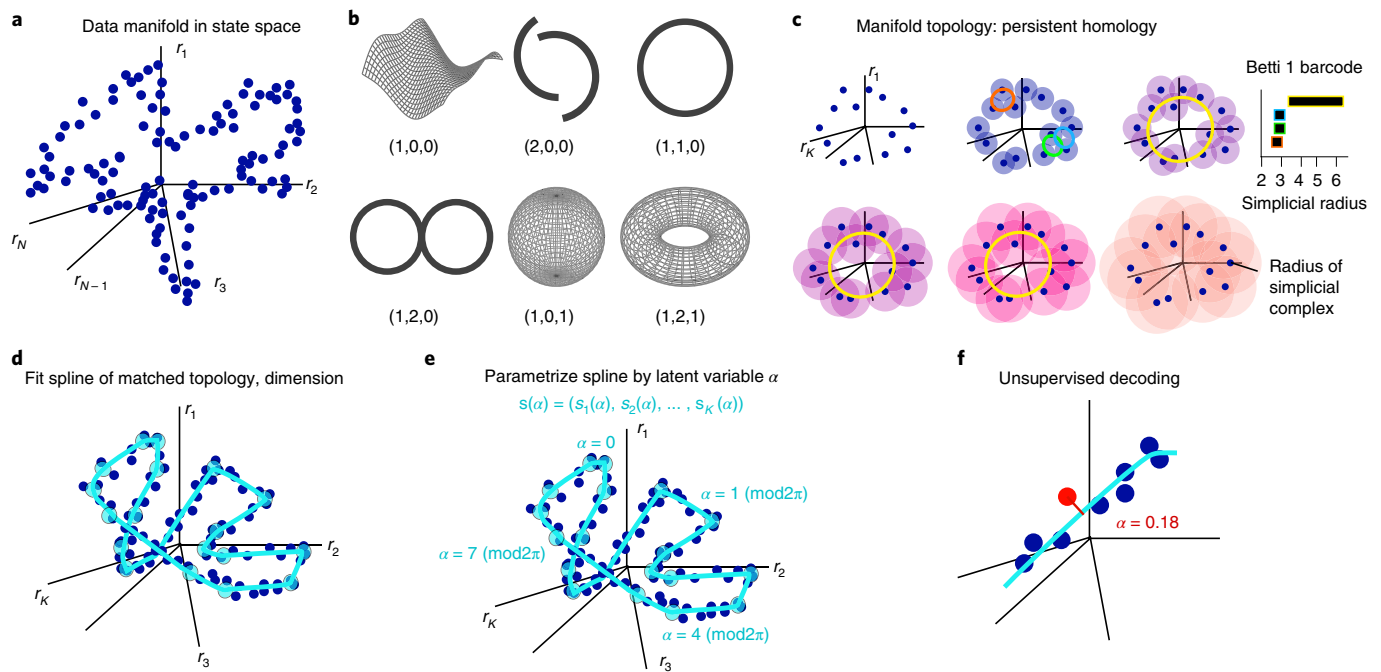 a
Data manifold in state space
r1
r2
rN
rN−1
r3
b
(1,0,0)
(2,0,0)
(1,1,0)
(1,2,0)
(1,0,1)
(1,2,1)
c
Manifold topology: persistent homology
r1
rK
Betti 1 barcode
2 3 4 5 6
Simplicial radius
Radius of
simplicial
complex
d
Fit spline of matched topology, dimension
r1
r2
rK
r3
e
Parametrize spline by latent variable α
s(α) = (s1(α), s2(α), ... , sK (α))
r1
α = 0
α = 1 (mod2π)
α = 7 (mod2π)
r2
rK
α = 4 (mod2π)
r3
f
Unsupervised decoding
α = 0.18